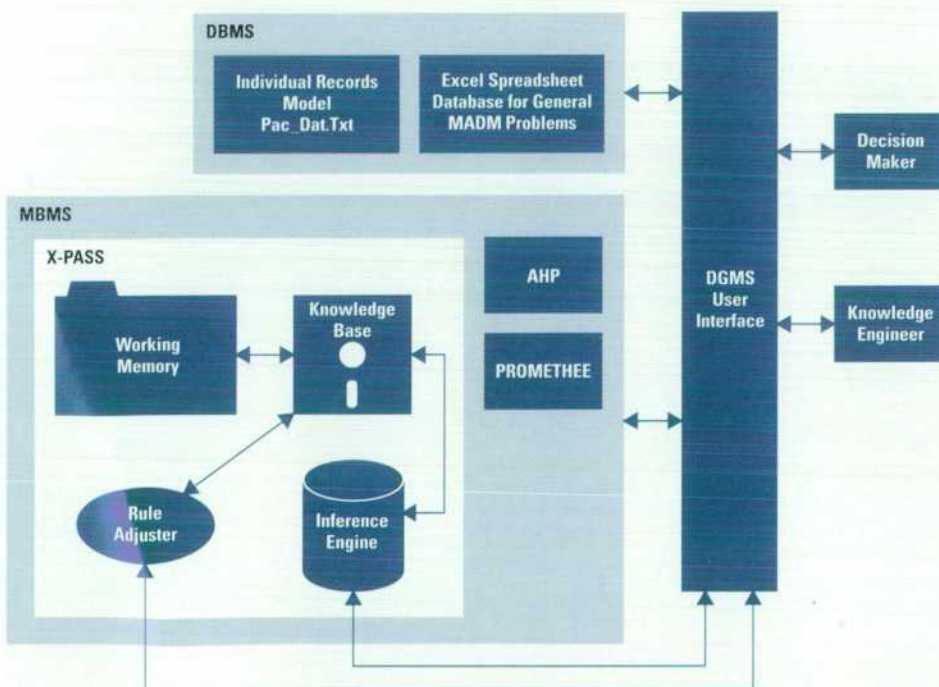 DBMS
Individual Records
Model
Pac_Dat.Txt
Excel Spreadsheet
Database for General
MADM Problems
Decision
Maker
MBMS
X-PASS
AHP
DGMS
User
Interface
Knowledge
Base
Working
Memory
Knowledge
Engineer
PROMETHEE
Rule
Adjuster
Inference
Engine